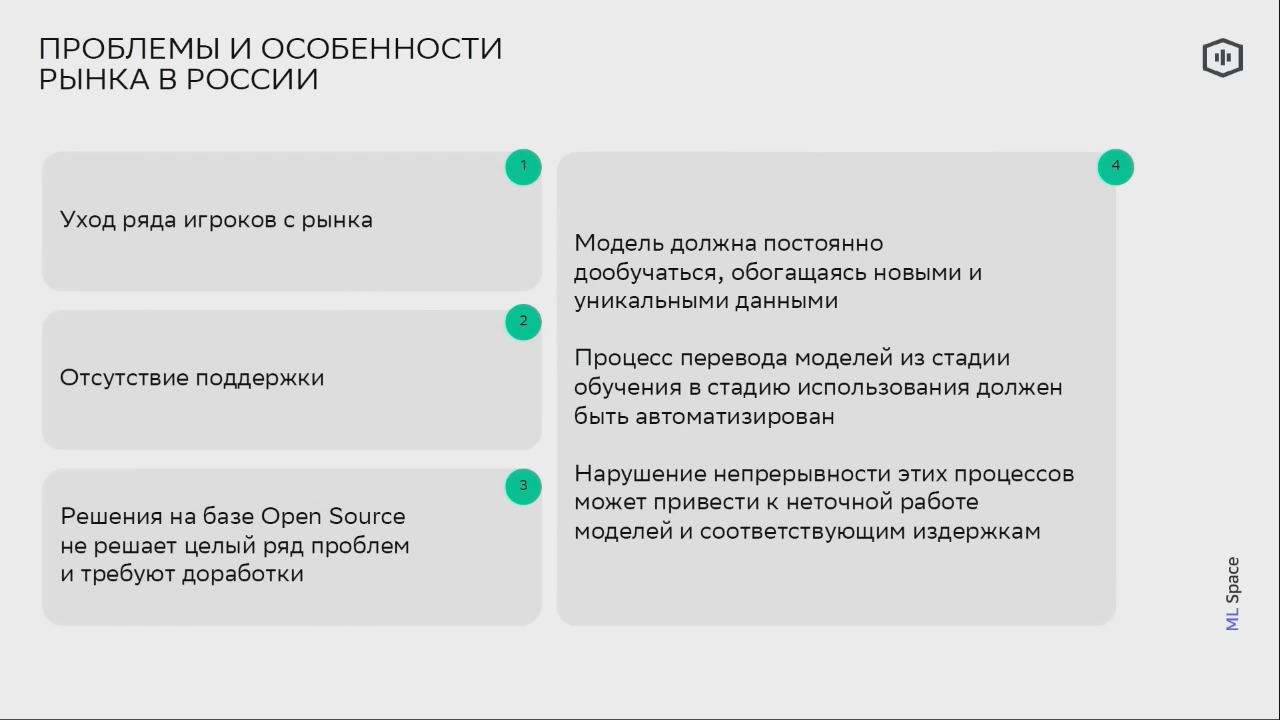 ПРОБЛЕМЫ И ОСОБЕННОСТИ
РЫНКА В РОССИИ
1
Уход ряда игроков с рынка
2
Отсутствие поддержки
3
Решения на базе Open Source
не решает целый ряд проблем
и требуют доработки
4
Модель должна постоянно
дообучаться, обогащаясь новыми и
уникальными данными
Процесс перевода моделей из стадии
обучения в стадию использования должен
быть автоматизирован
Нарушение непрерывности этих процессов
может привести к неточной работе
моделей и соответствующим издержкам
ML Space